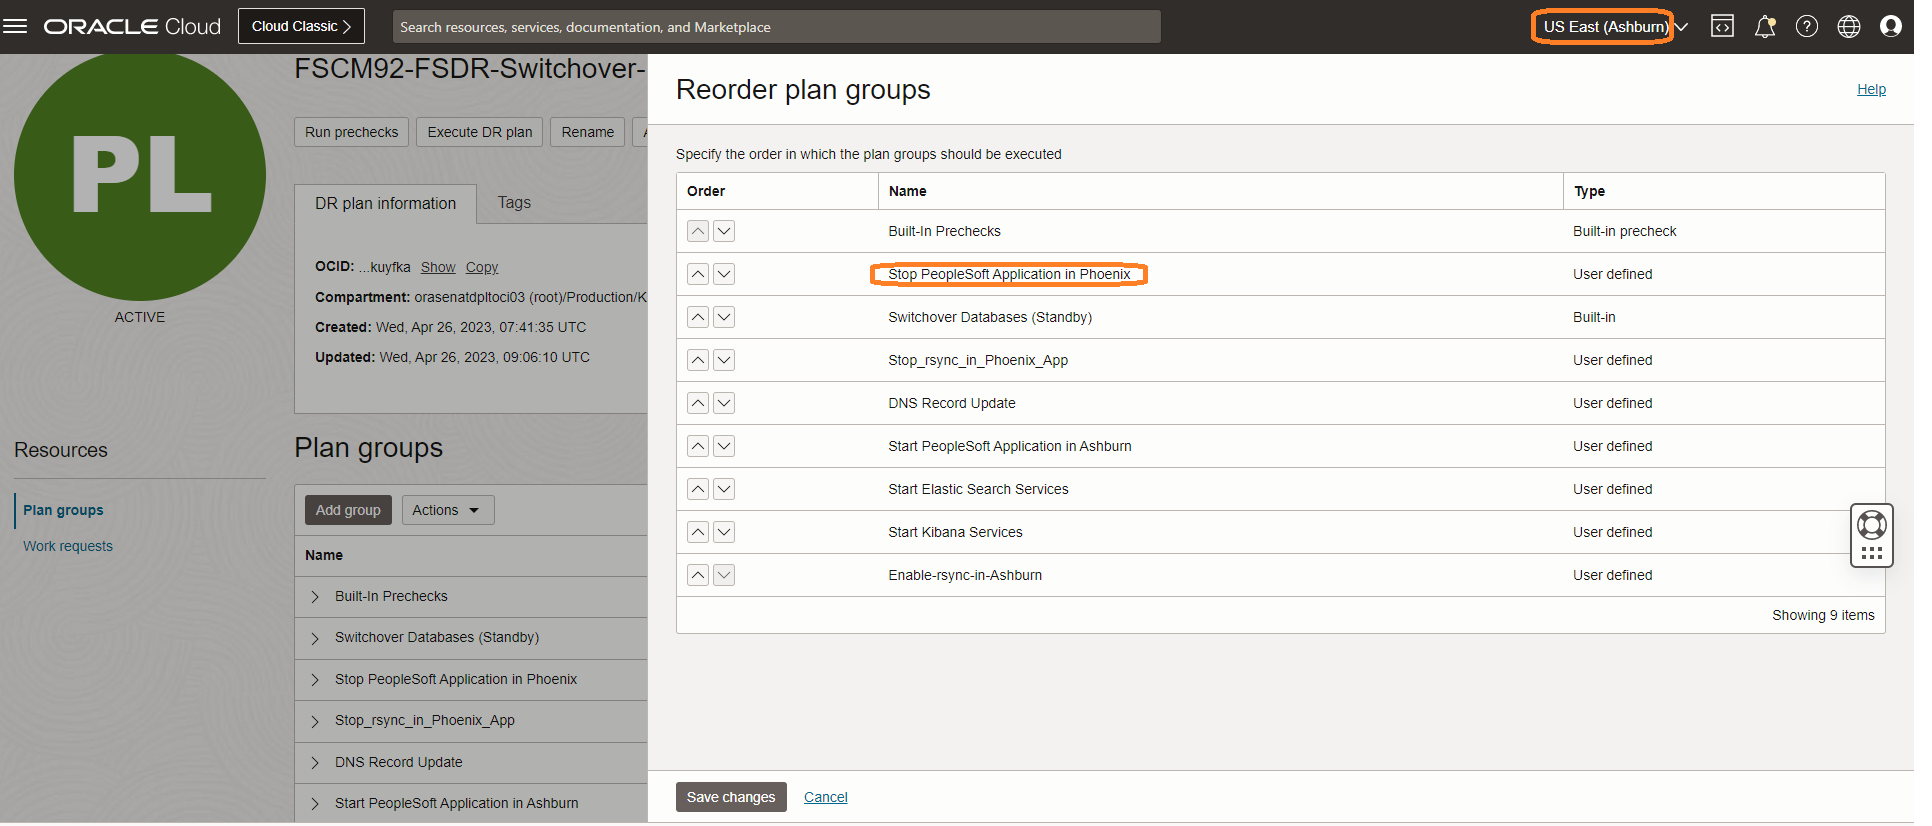 ORACLE Cloud
Cloud Classic
Search resources, services, documentation, and Marketplace
US East (Ashburn)
PL
ACTIVE
Resources
Plan groups
Work requests
FSCM92-FSDR-Switchover-
Run prechecks
Execute DR plan
Rename
DR plan information
Tags
OCID: ...kuyfka Show Copy
Compartment: orasenatdpltoci03 (root)/Production/K
Created: Wed, Apr 26, 2023, 07:41:35 UTC
Updated: Wed, Apr 26, 2023, 09:06:10 UTC
Plan groups
Add group
Actions
Name
Built-In Prechecks
Switchover Databases (Standby)
Stop PeopleSoft Application in Phoenix
Stop_rsync_in_Phoenix_App
DNS Record Update
Start PeopleSoft Application in Ashburn
Reorder plan groups
Help
Specify the order in which the plan groups should be executed
Order Name Type
Built-In Prechecks Built-in precheck
Stop PeopleSoft Application in Phoenix User defined
Switchover Databases (Standby) Built-in
Stop_rsync_in_Phoenix_App User defined
DNS Record Update User defined
Start PeopleSoft Application in Ashburn User defined
Start Elastic Search Services User defined
Start Kibana Services User defined
Enable-rsync-in-Ashburn User defined
Showing 9 items
Save changes
Cancel